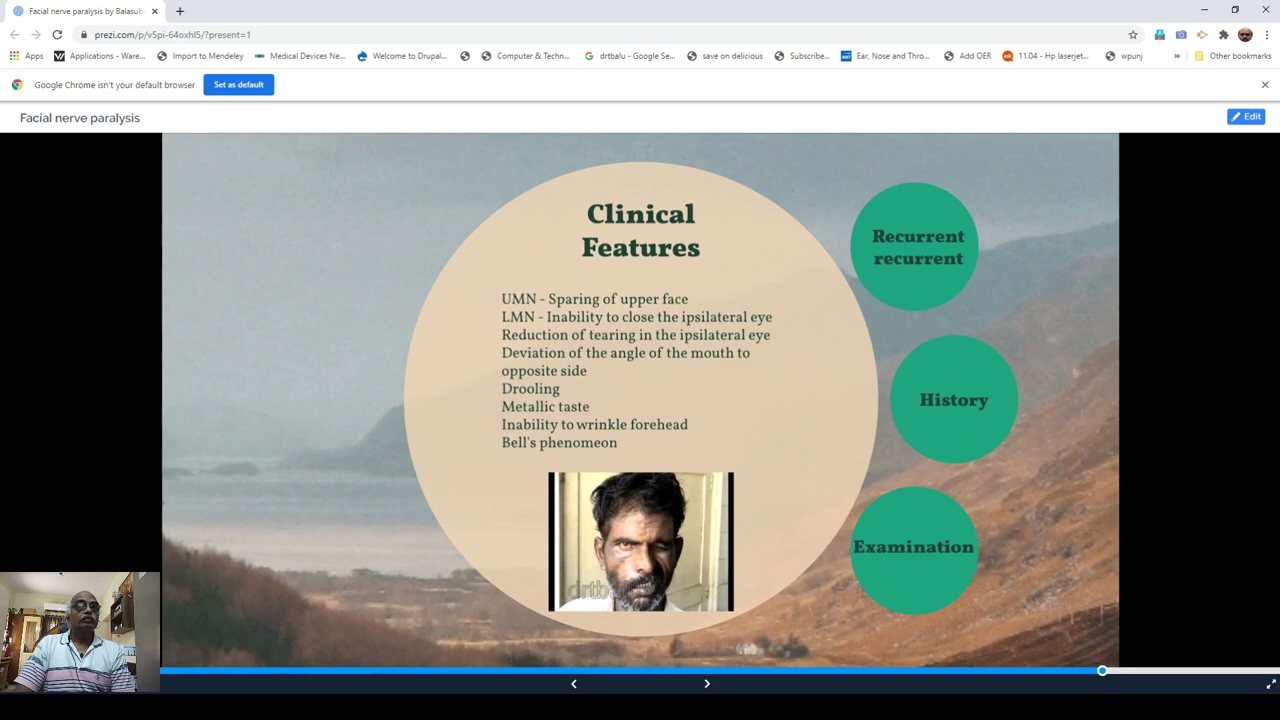 Facial nerve paralysis by Balasub
prezi.com/p/v5pi-64oxhl5/?present=1
Apps
Applications - Ware...
Import to Mendeley
Medical Devices Ne...
Welcome to Drupal...
Computer & Techn...
drtbalu - Google Se...
save on delicious
Subscribe...
Ear, Nose and Thro...
Add OER
11.04 - Hp laserjet...
wpunj
»
Other bookmarks
Google Chrome isn't your default browser
Set as default
Facial nerve paralysis
Edit
Clinical
Features
UMN - Sparing of upper face
LMN - Inability to close the ipsilateral eye
Reduction of tearing in the ipsilateral eye
Deviation of the angle of the mouth to
opposite side
Drooling
Metallic taste
Inability to wrinkle forehead
Bell's phenomeon
Recurrent
recurrent
History
Examination